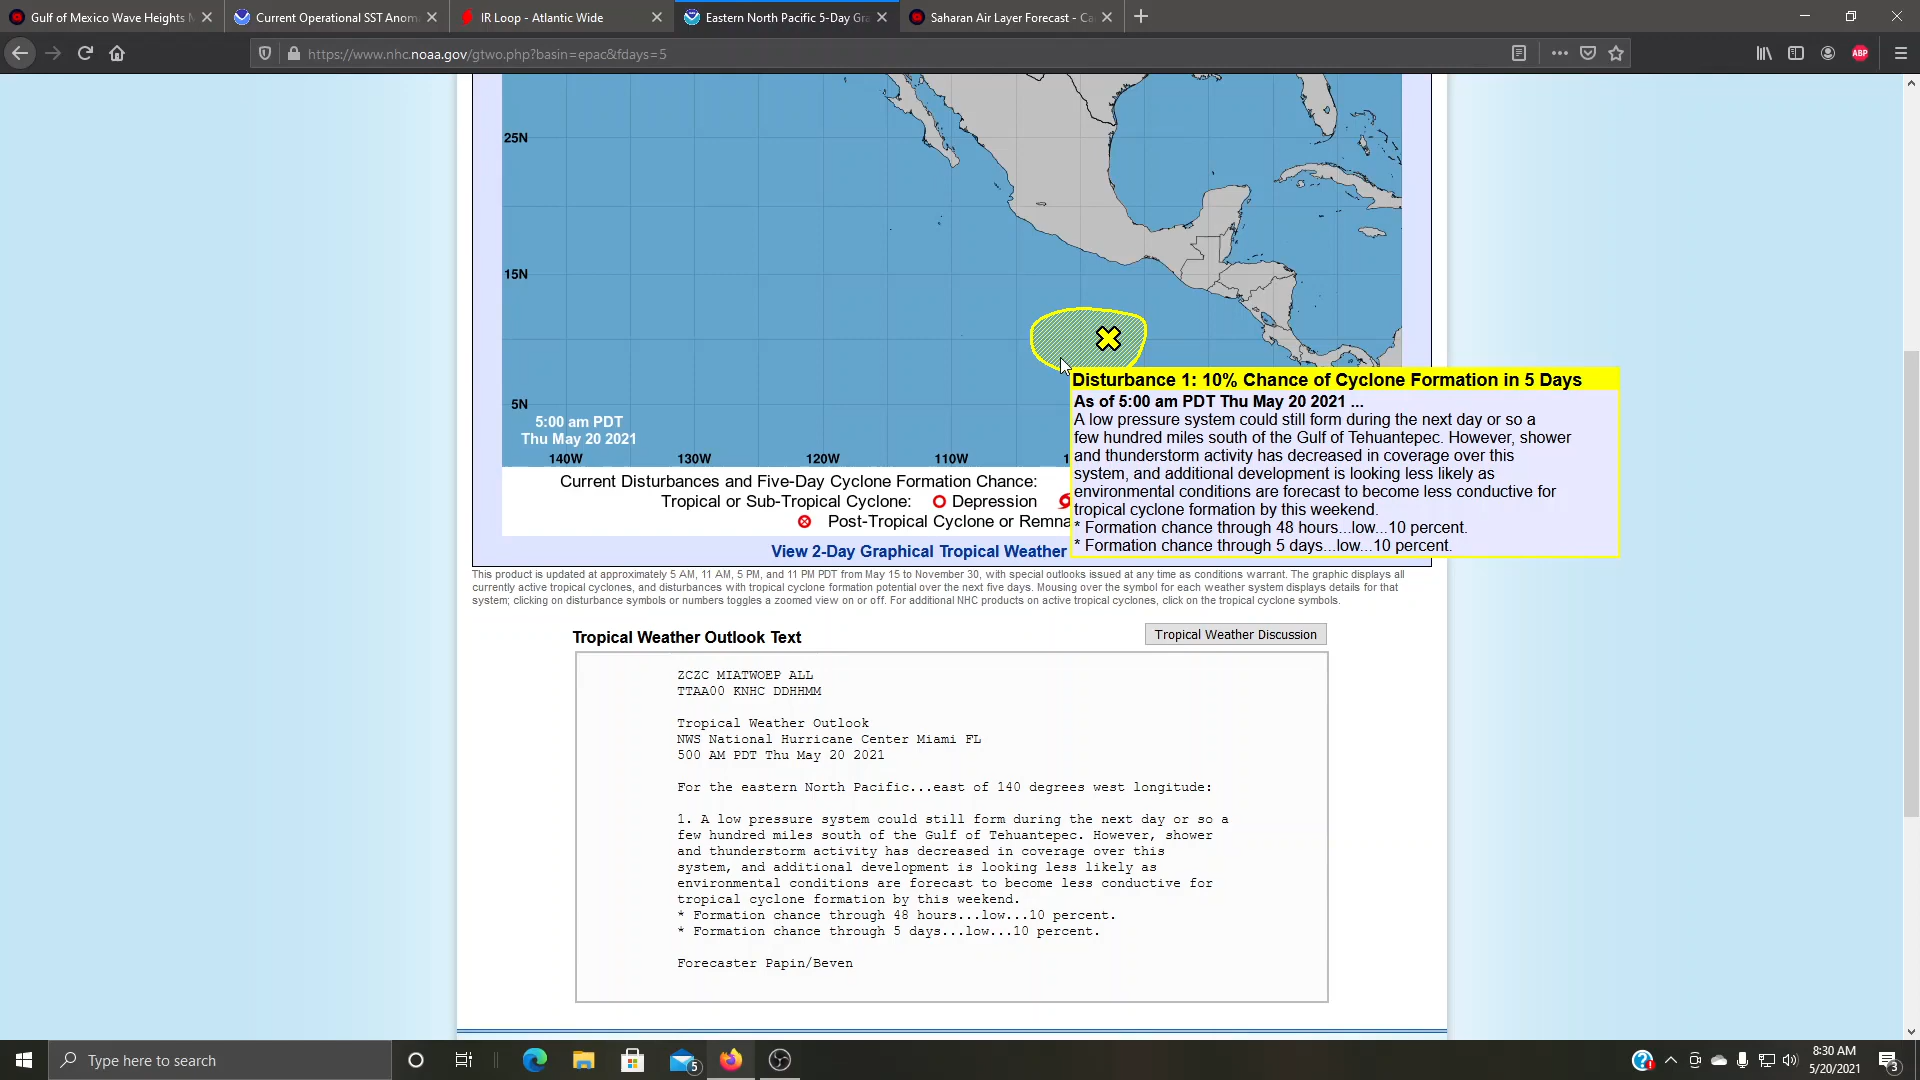 Gulf of Mexico Wave Heights
Current Operational SST Anom
IR Loop - Atlantic Wide
Eastern North Pacific 5-Day Gra
Saharan Air Layer Forecast - Ca
https://www.nhc.noaa.gov/gtwo.php?basin=epac&fdays=5
ABP
25N
15N
5N
5:00 am PDT
Thu May 20 2021
140W 130W 120W 110W
Disturbance 1: 10% Chance of Cyclone Formation in 5 Days
As of 5:00 am PDT Thu May 20 2021 ...
A low pressure system could still form during the next day or so a
few hundred miles south of the Gulf of Tehuantepec. However, shower
and thunderstorm activity has decreased in coverage over this
system, and additional development is looking less likely as
environmental conditions are forecast to become less conductive for
tropical cyclone formation by this weekend.
* Formation chance through 48 hours...low...10 percent.
* Formation chance through 5 days...low...10 percent.
Current Disturbances and Five-Day Cyclone Formation Chance:
Tropical or Sub-Tropical Cyclone: Depression
Post-Tropical Cyclone or Remna
View 2-Day Graphical Tropical Weather
This product is updated at approximately 5 AM, 11 AM, 5 PM, and 11 PM PDT from May 15 to November 30, with special outlooks issued at any time as conditions warrant. The graphic displays all
currently active tropical cyclones, and disturbances with tropical cyclone formation potential over the next five days. Mousing over the symbol for each weather system displays details for that
system; clicking on disturbance symbols or numbers toggles a zoomed view on or off. For additional NHC products on active tropical cyclones, click on the tropical cyclone symbols.
Tropical Weather Outlook Text
Tropical Weather Discussion
ZCZC MIATWOEP ALL
TTAA00 KNHC DDHHMM
Tropical Weather Outlook
NWS National Hurricane Center Miami FL
500 AM PDT Thu May 20 2021
For the eastern North Pacific...east of 140 degrees west longitude:
1. A low pressure system could still form during the next day or so a
few hundred miles south of the Gulf of Tehuantepec. However, shower
and thunderstorm activity has decreased in coverage over this
system, and additional development is looking less likely as
environmental conditions are forecast to become less conductive for
tropical cyclone formation by this weekend.
* Formation chance through 48 hours...low...10 percent.
* Formation chance through 5 days...low...10 percent.
Forecaster Papin/Beven
Type here to search
5
8:30 AM
5/20/2021
3